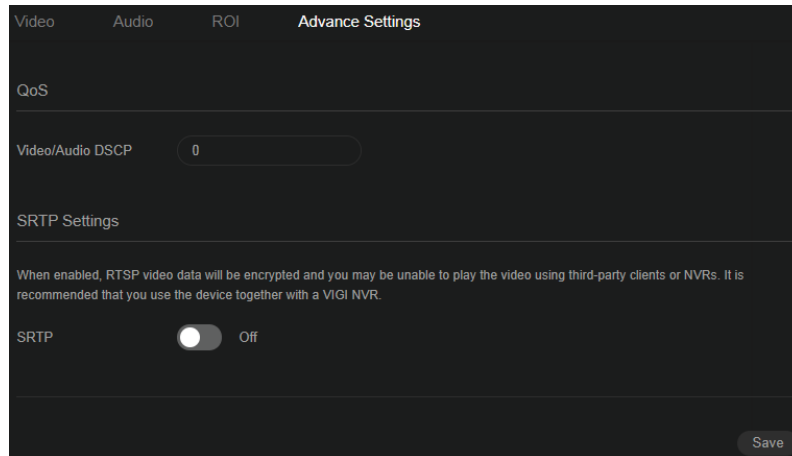 Video Audio ROI Advance Settings
QoS
Video/Audio DSCP 0
SRTP Settings
When enabled, RTSP video data will be encrypted and you may be unable to play the video using third-party clients or NVRs. It is
recommended that you use the device together with a VIGI NVR.
SRTP Off
Save